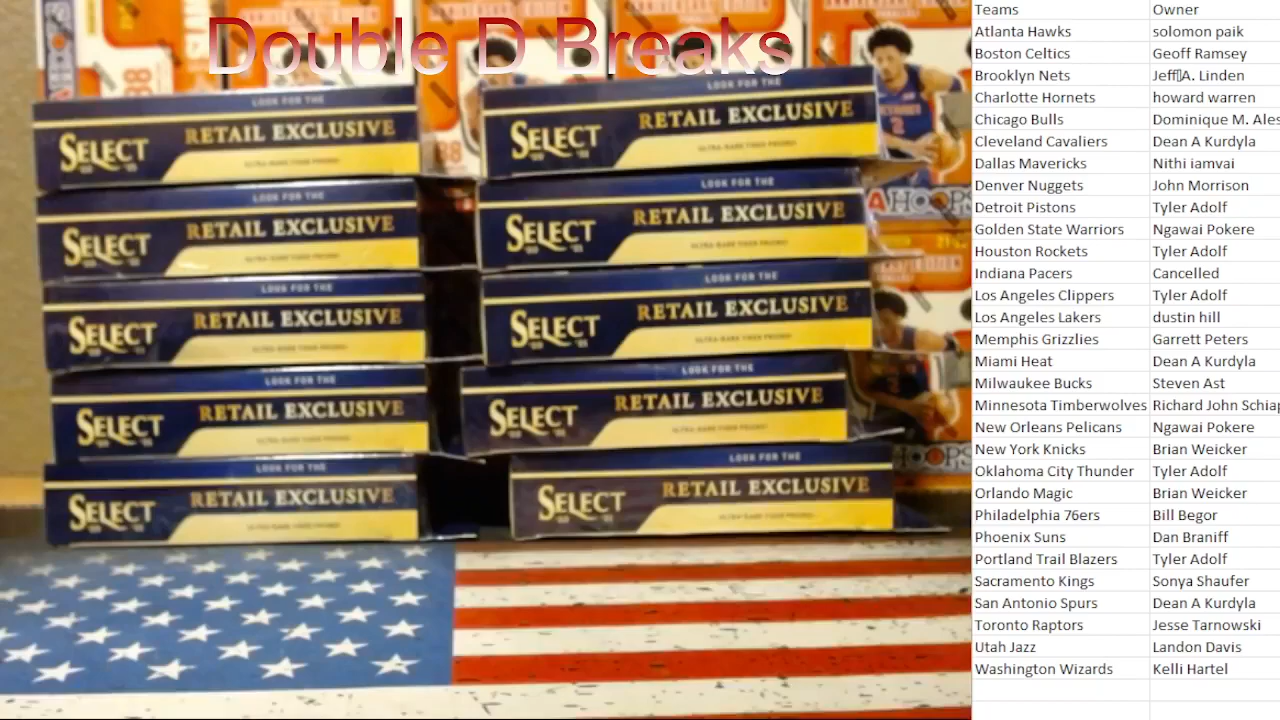 Double D Breaks
LOOK FOR THE
SELECT RETAIL EXCLUSIVE
LOOK FOR THE
SELECT RETAIL EXCLUSIVE
LOOK FOR THE
SELECT RETAIL EXCLUSIVE
LOOK FOR THE
SELECT RETAIL EXCLUSIVE
LOOK FOR THE
SELECT RETAIL EXCLUSIVE
LOOK FOR THE
SELECT RETAIL EXCLUSIVE
LOOK FOR THE
SELECT RETAIL EXCLUSIVE
LOOK FOR THE
SELECT RETAIL EXCLUSIVE
LOOK FOR THE
SELECT RETAIL EXCLUSIVE
LOOK FOR THE
SELECT RETAIL EXCLUSIVE
88
2
AHOOPS
HOOPS
Teams Owner
Atlanta Hawks solomon paik
Boston Celtics Geoff Ramsey
Brooklyn Nets Jeff A. Linden
Charlotte Hornets howard warren
Chicago Bulls Dominique M. Ales
Cleveland Cavaliers Dean A Kurdyla
Dallas Mavericks Nithi iamvai
Denver Nuggets John Morrison
Detroit Pistons Tyler Adolf
Golden State Warriors Ngawai Pokere
Houston Rockets Tyler Adolf
Indiana Pacers Cancelled
Los Angeles Clippers Tyler Adolf
Los Angeles Lakers dustin hill
Memphis Grizzlies Garrett Peters
Miami Heat Dean A Kurdyla
Milwaukee Bucks Steven Ast
Minnesota Timberwolves Richard John Schiap
New Orleans Pelicans Ngawai Pokere
New York Knicks Brian Weicker
Oklahoma City Thunder Tyler Adolf
Orlando Magic Brian Weicker
Philadelphia 76ers Bill Begor
Phoenix Suns Dan Braniff
Portland Trail Blazers Tyler Adolf
Sacramento Kings Sonya Shaufer
San Antonio Spurs Dean A Kurdyla
Toronto Raptors Jesse Tarnowski
Utah Jazz Landon Davis
Washington Wizards Kelli Hartel